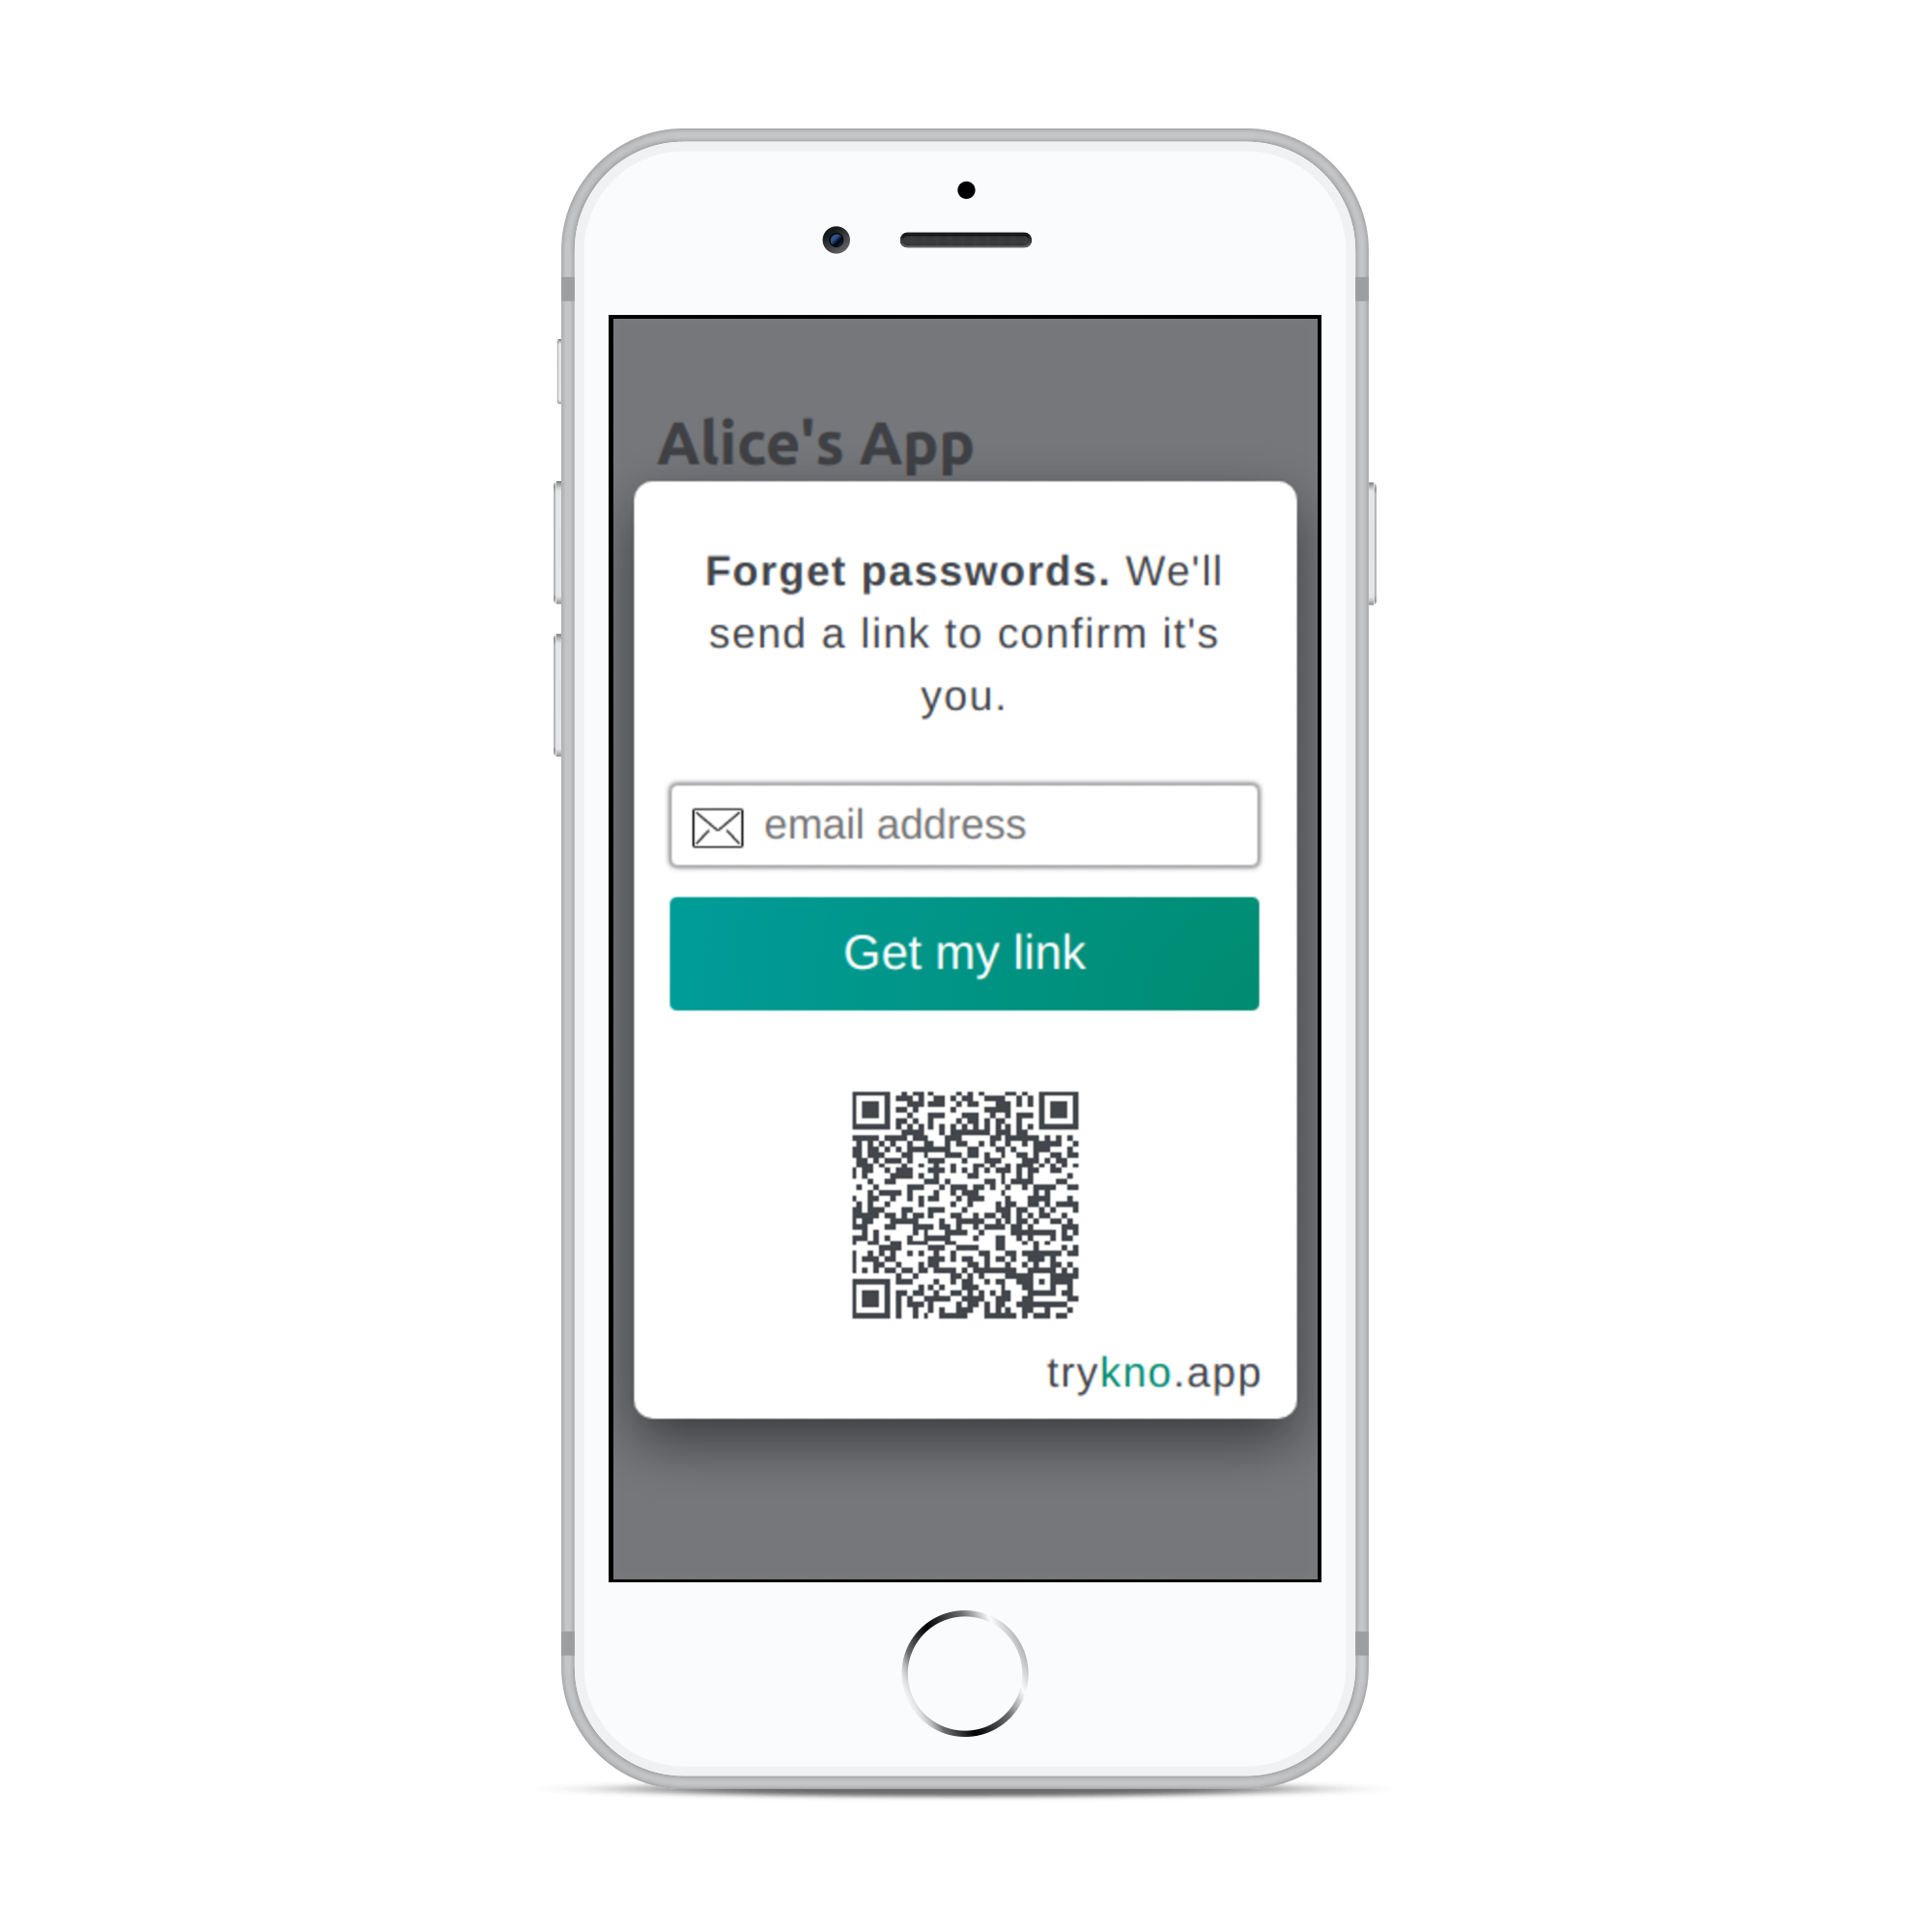 Alice's App
Forget passwords. We'll
send a link to confirm it's
you.
email address
Get my link
trykno.app